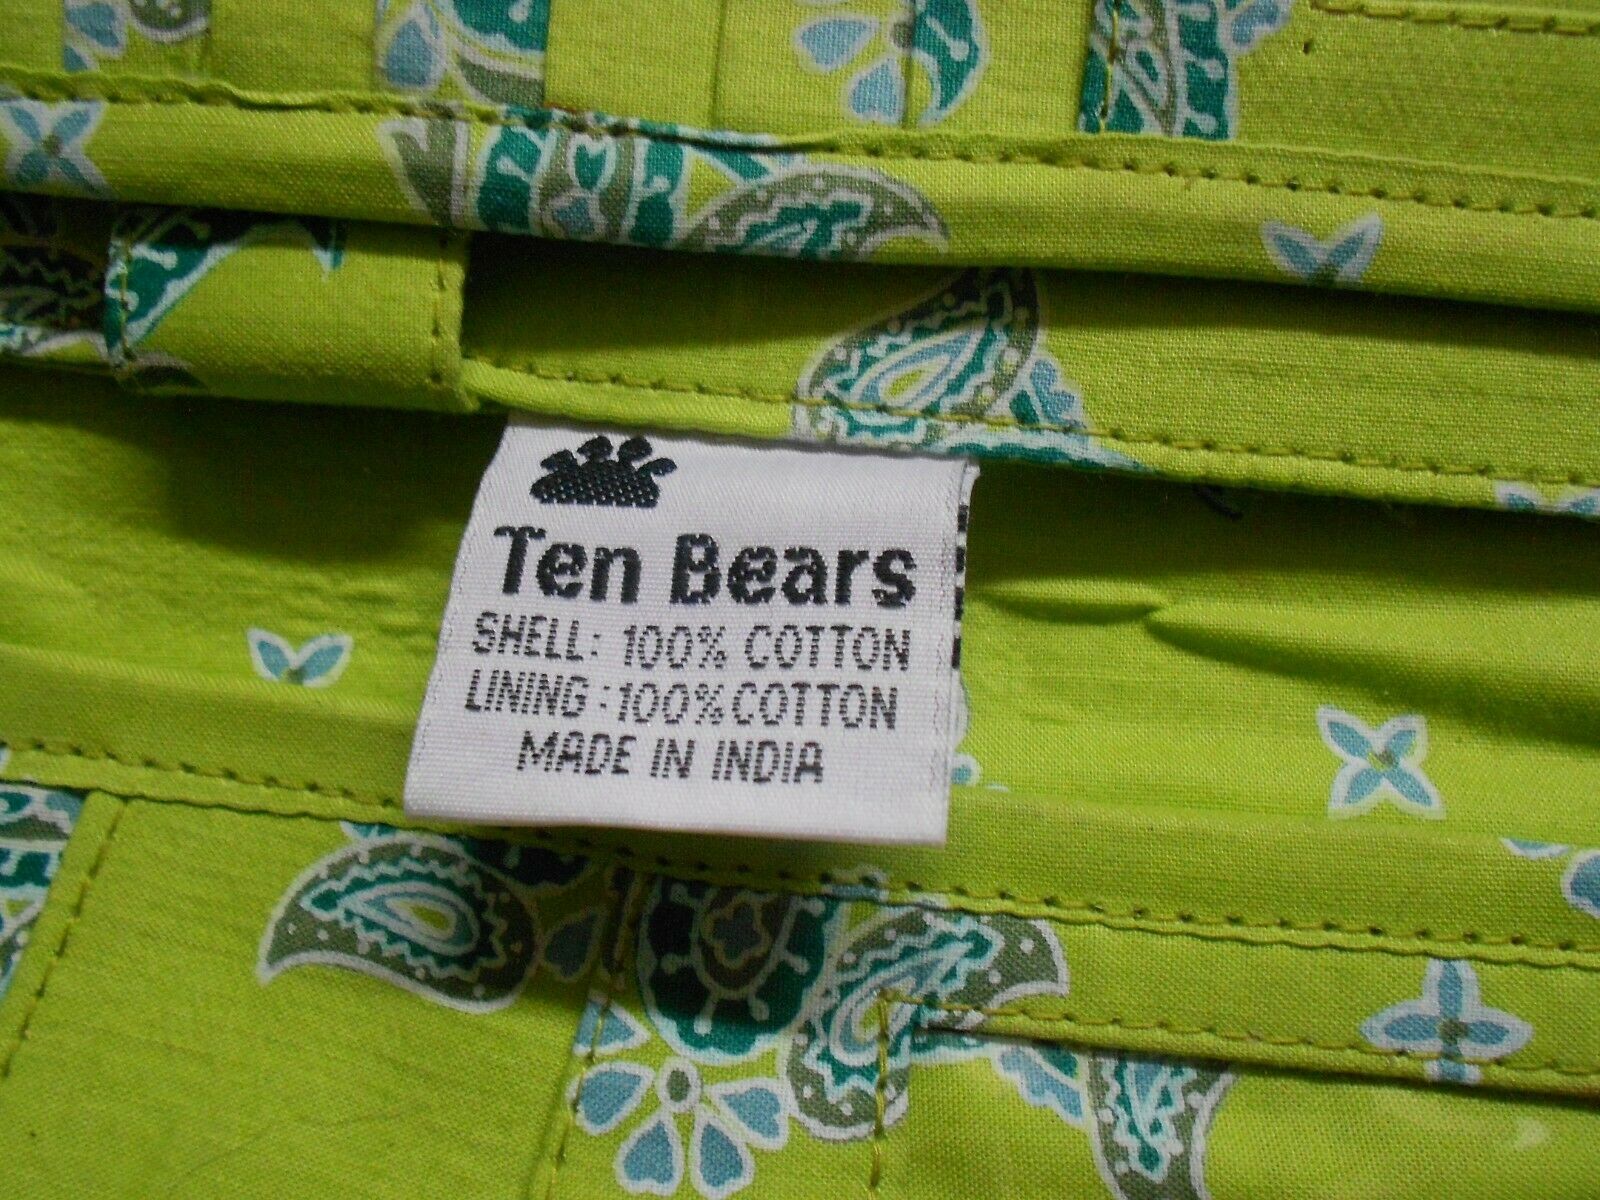 Ten Bears
SHELL: 100% COTTON
LINING: 100% COTTON
MADE IN INDIA